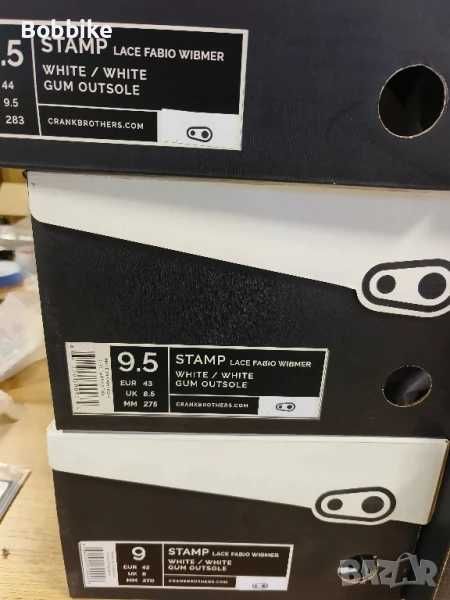 Bobbike
.5 STAMP LACE FABIO WIBMER
44 WHITE / WHITE
9.5 GUM OUTSOLE
283 CRANKBROTHERS.COM
9.5 STAMP LACE FABIO WIBMER
EUR 43 WHITE / WHITE
UK 8.5 GUM OUTSOLE
MM 275 CRANKBROTHERS.COM
9 STAMP LACE FABIO WIBMER
EUR 42 WHITE / WHITE
UK 8 GUM OUTSOLE
MM 270 CRANKBROTHERS.COM
BAZAR